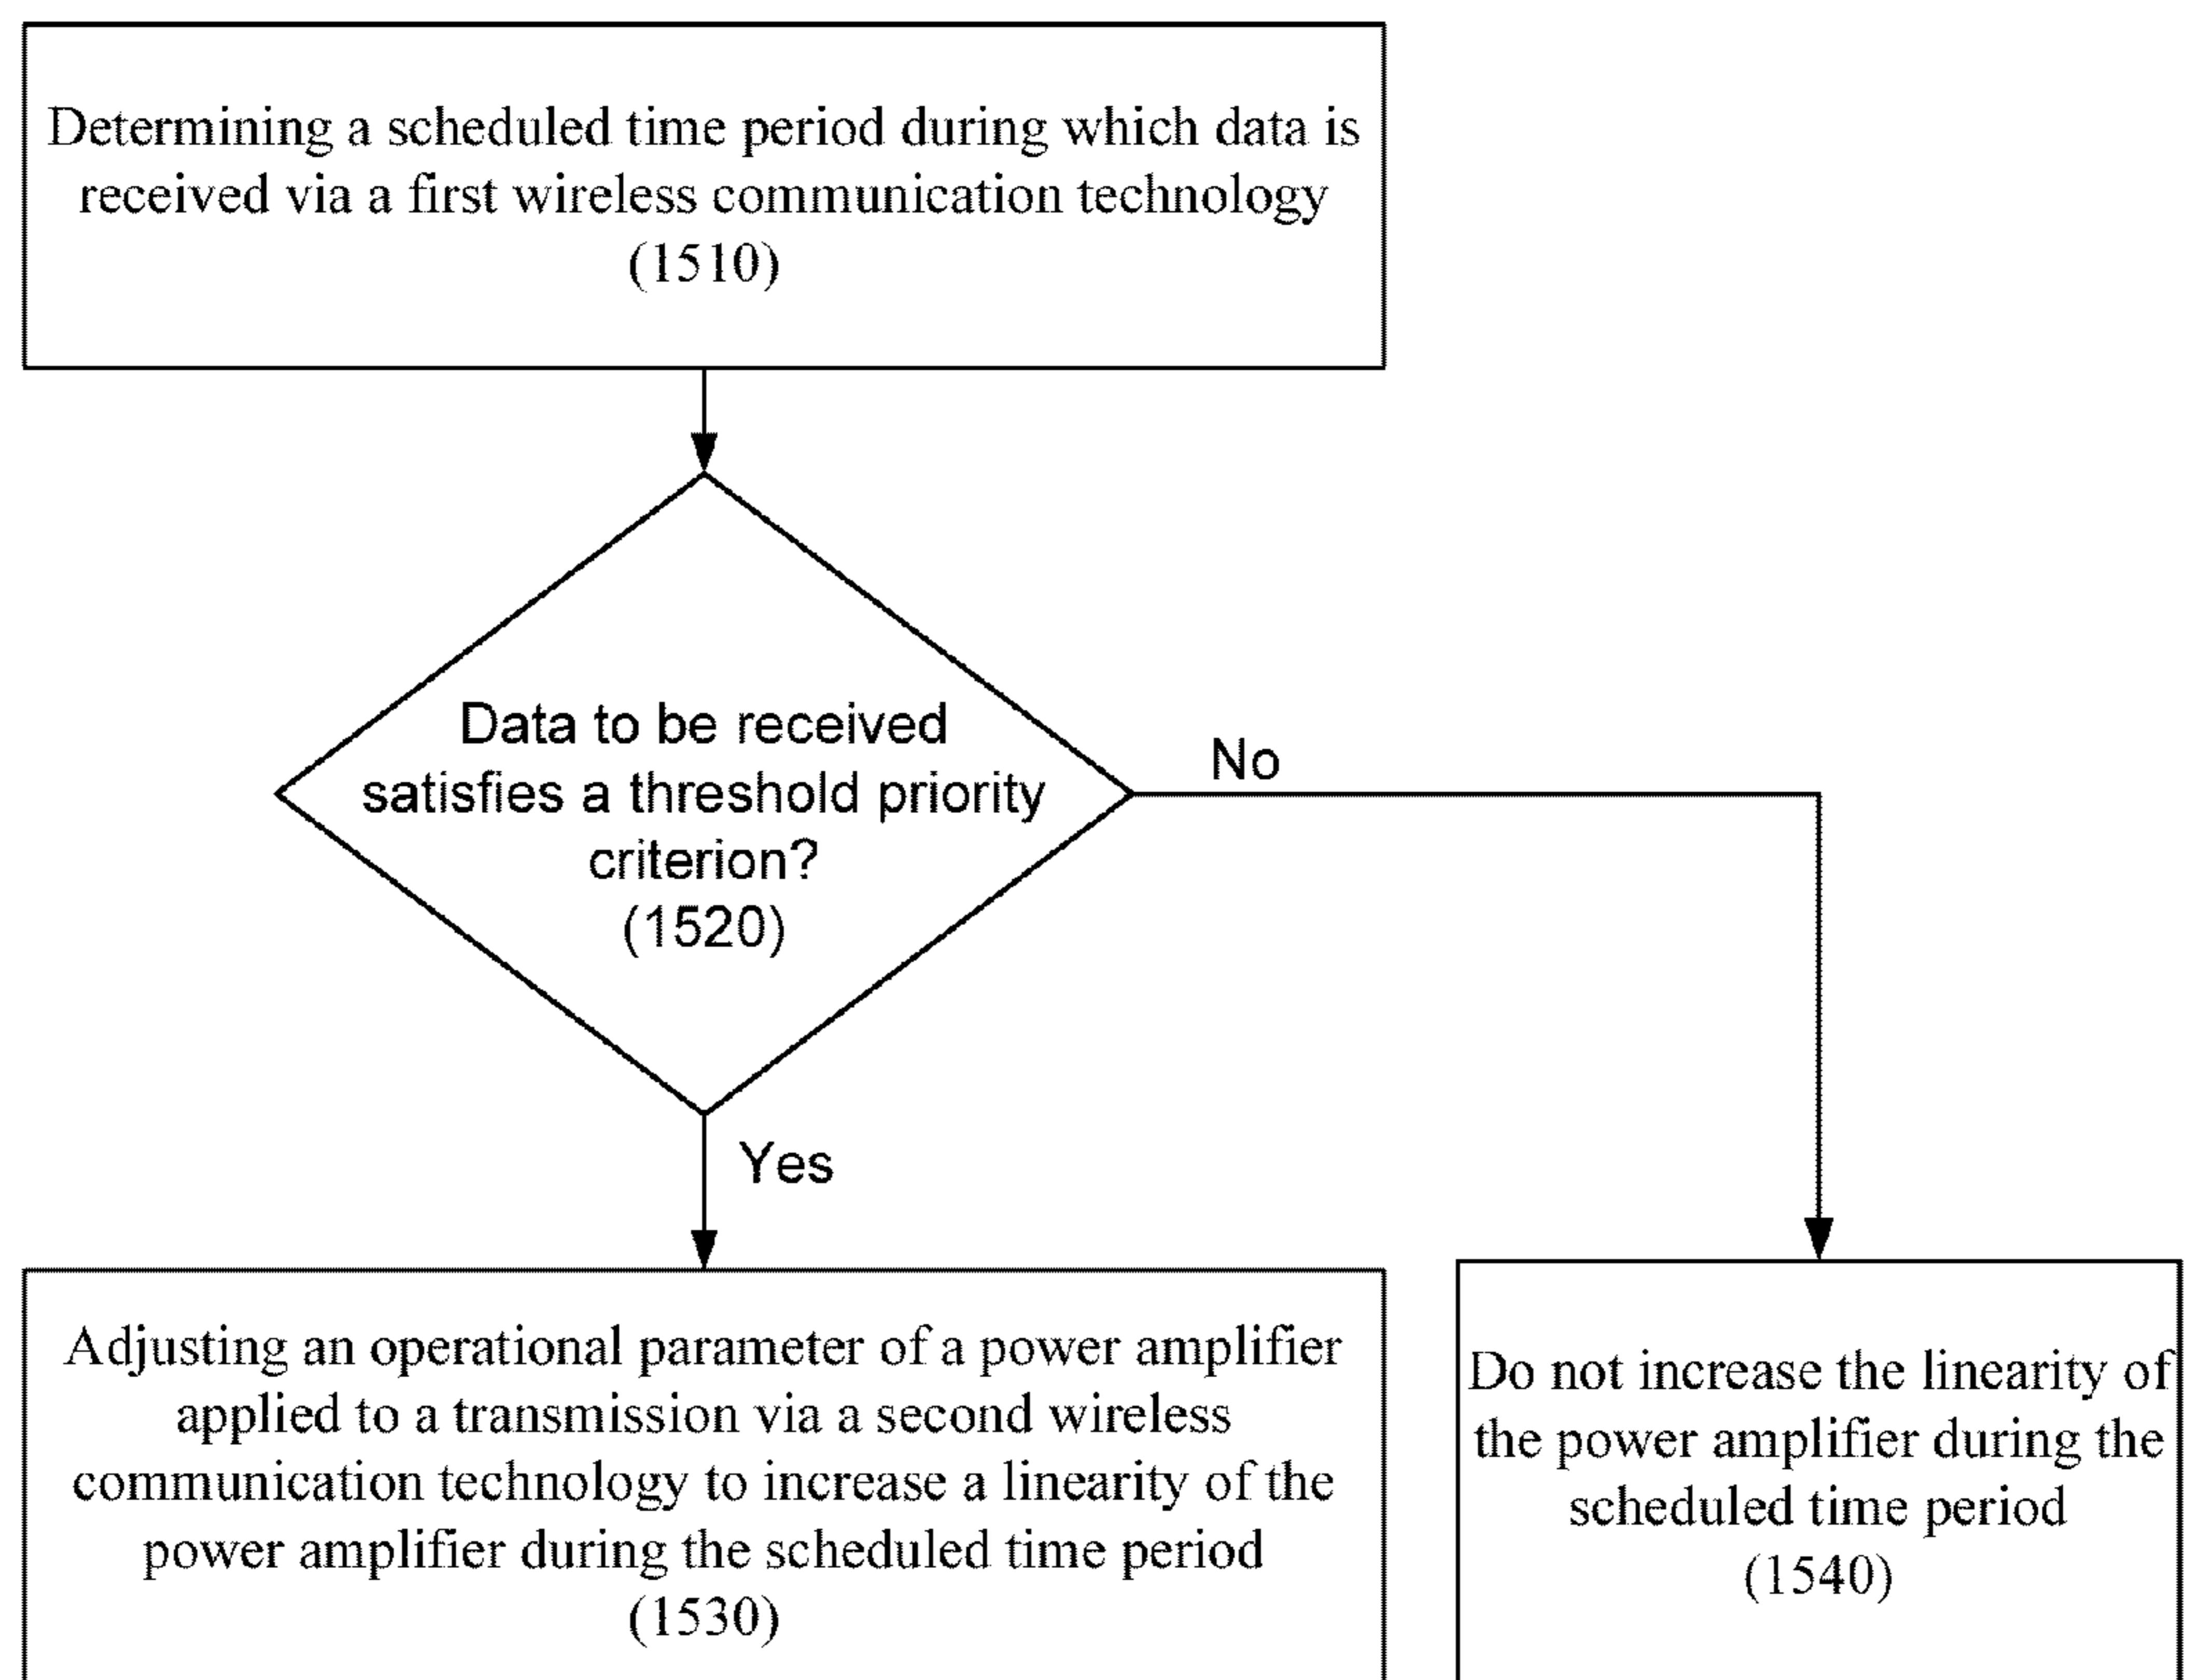 Determining a scheduled time period during which data is
received via a first wireless communication technology
(1510)
Data to be received
satisfies a threshold priority
criterion?
(1520)
No
Yes
Adjusting an operational parameter of a power amplifier
applied to a transmission via a second wireless
communication technology to increase a linearity of the
power amplifier during the scheduled time period
(1530)
Do not increase the linearity of
the power amplifier during the
scheduled time period
(1540)